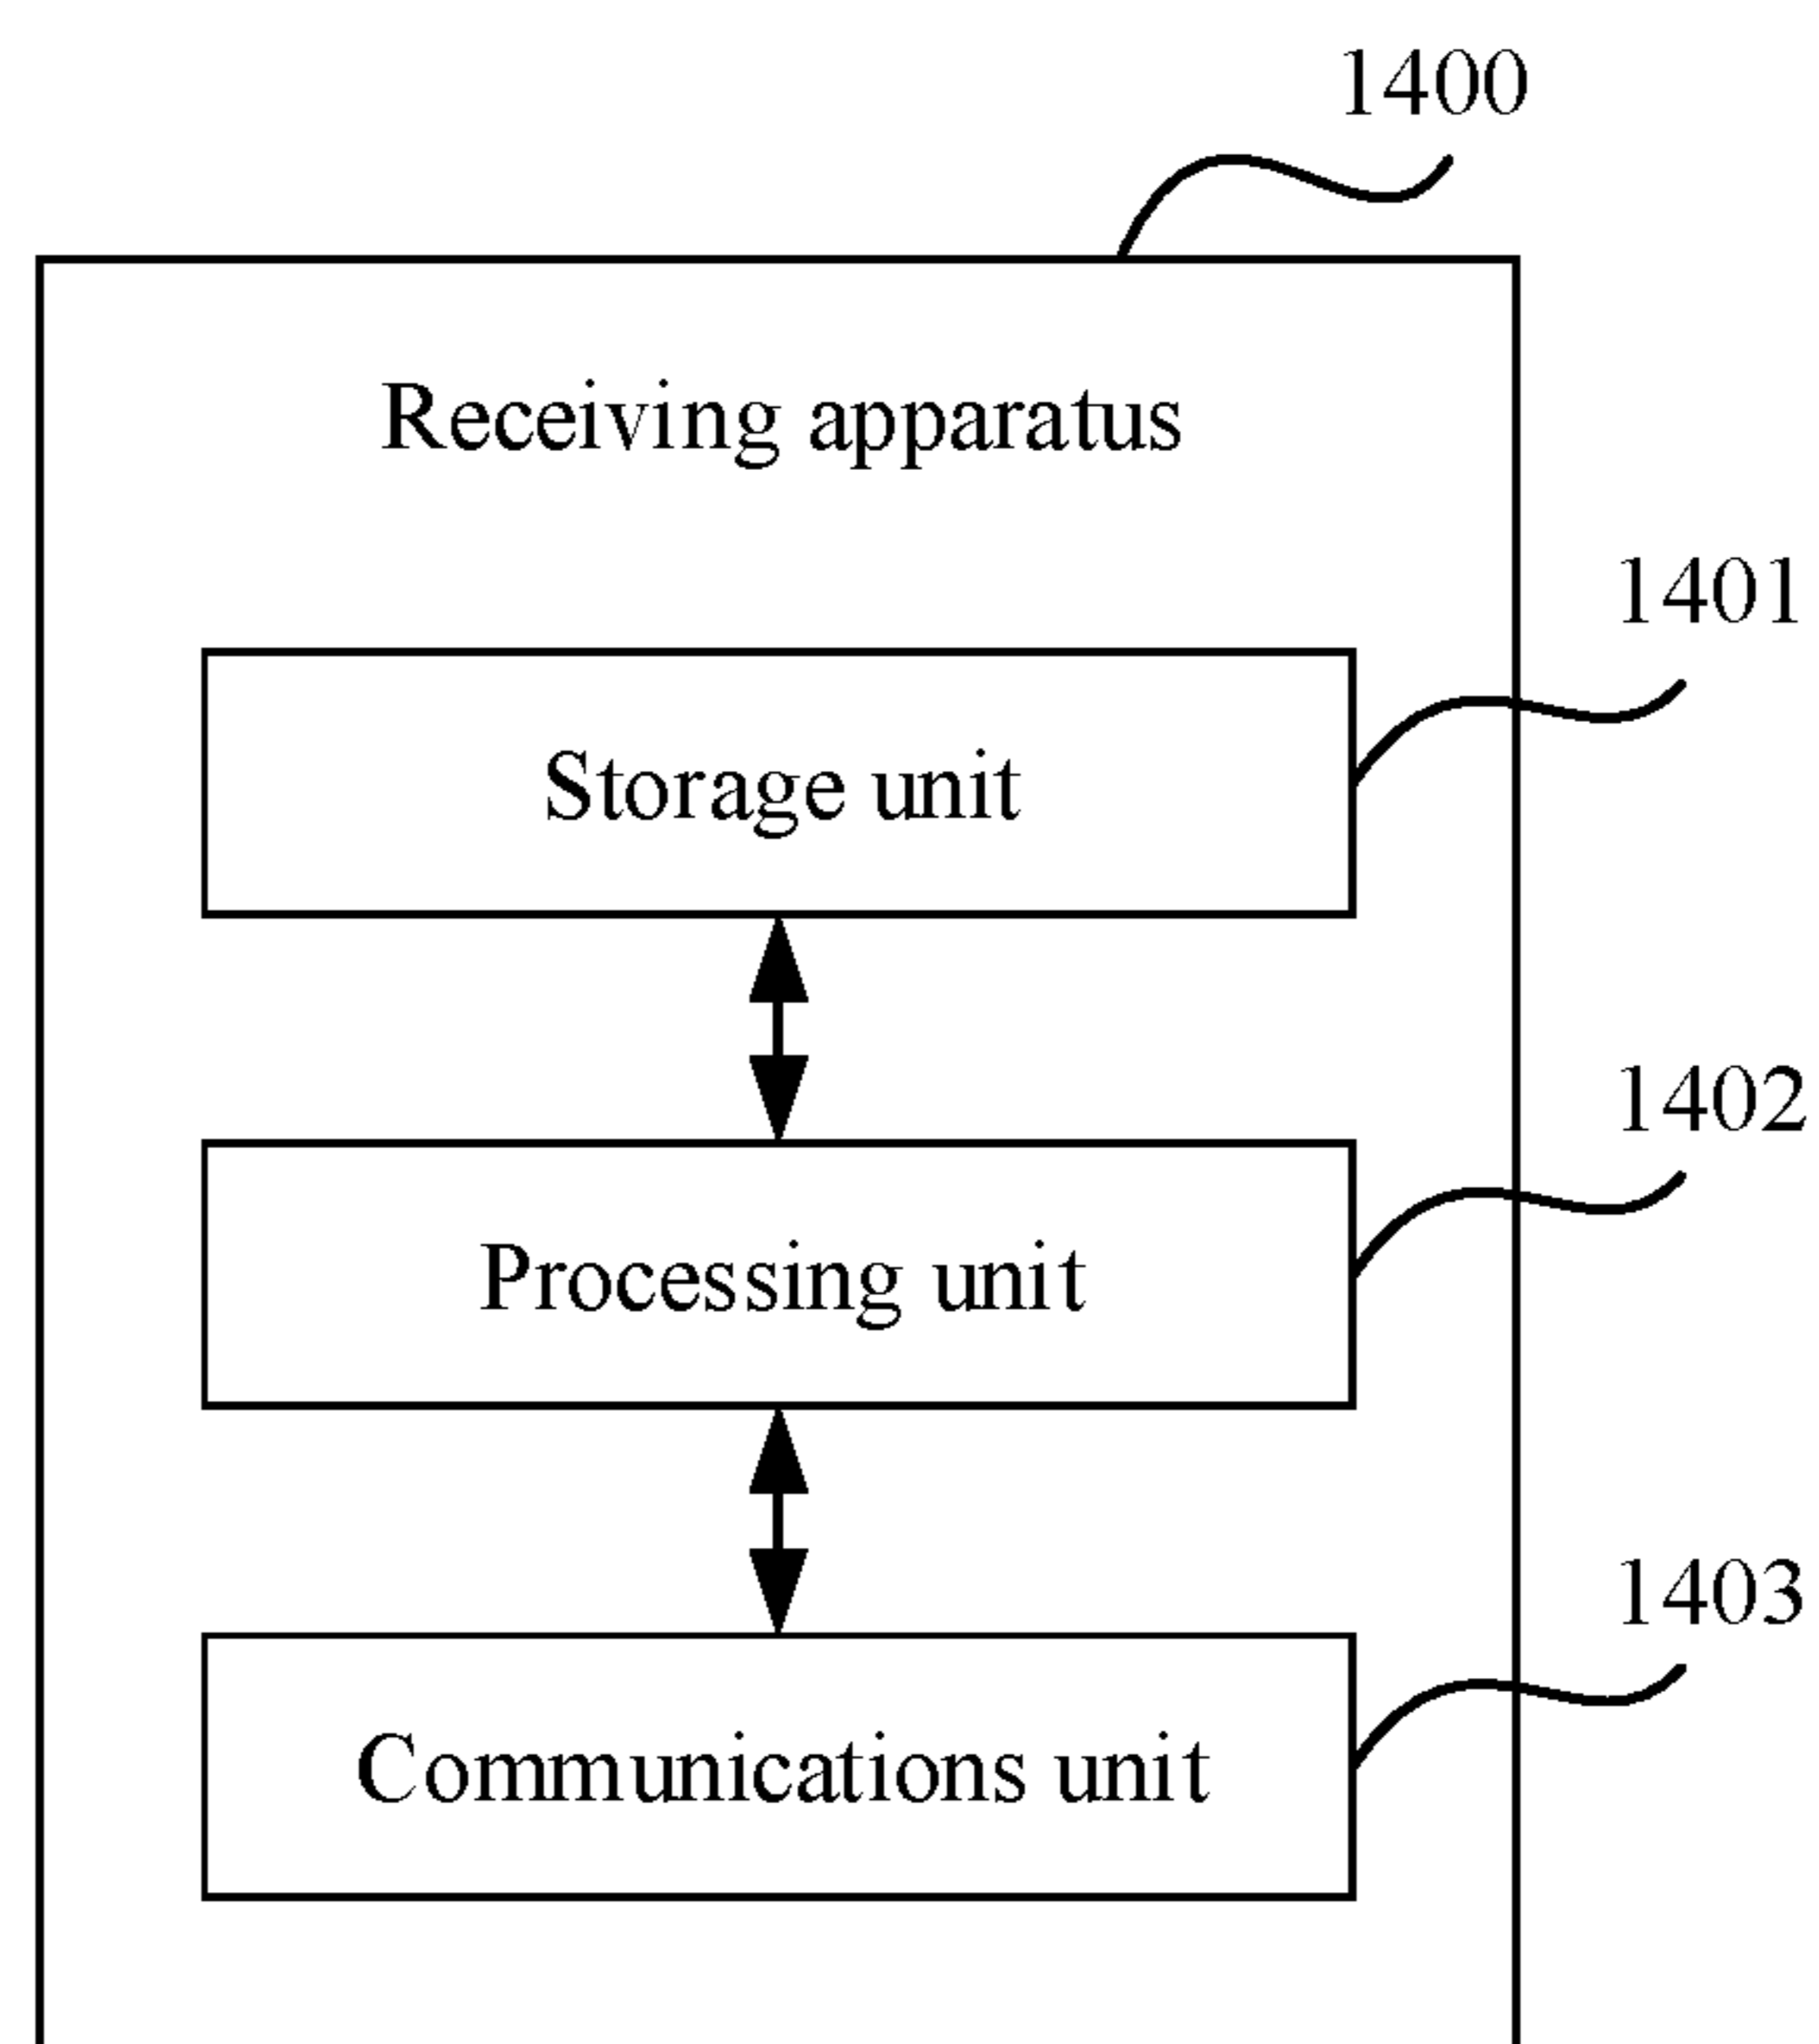 1400
Receiving apparatus
1401
Storage unit
1402
Processing unit
1403
Communications unit